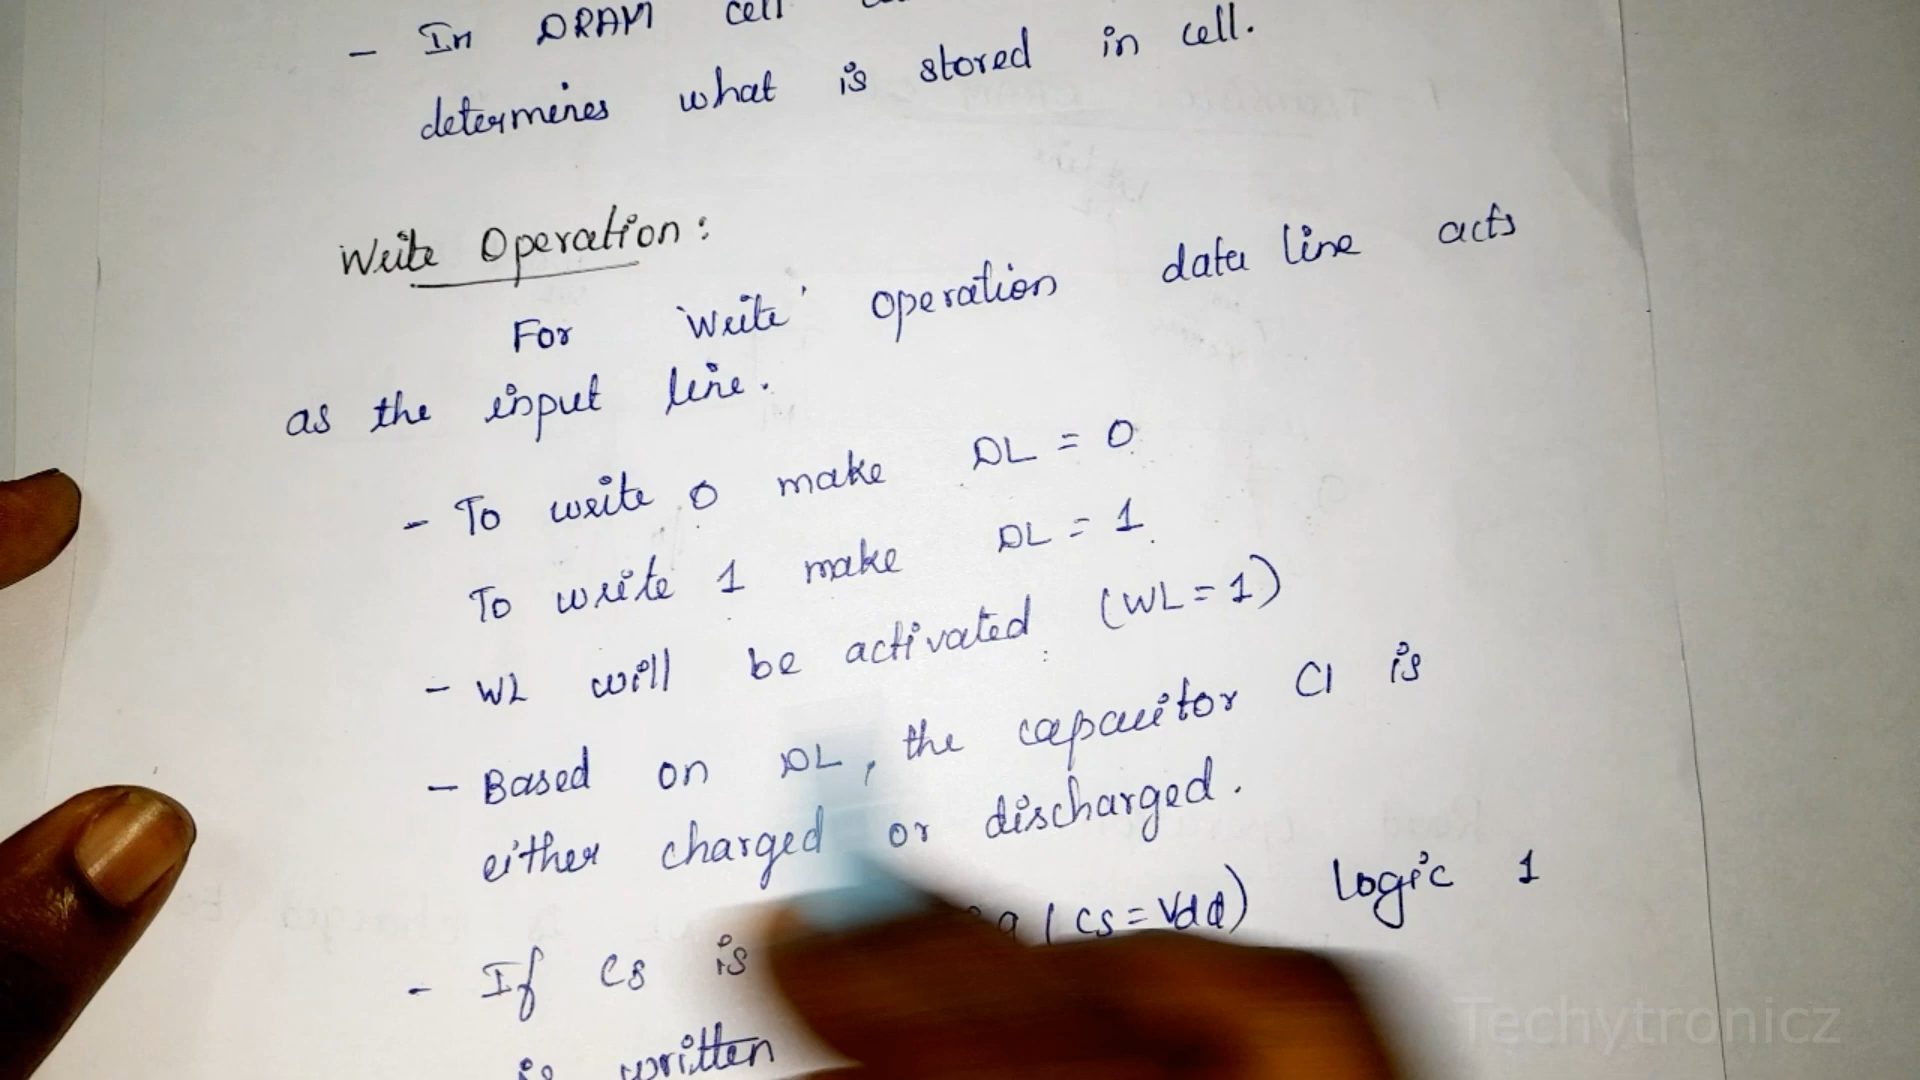 - In DRAM cell
determines what is stored in cell.
Write Operation:
For 'write' operation data line acts
as the input line.
- To write 0 make DL = 0
To write 1 make DL = 1
- WL will be activated (WL = 1)
- Based on DL, the capacitor C1 is
either charged or discharged.
- If Cs is (CS = Vdd) Logic 1
is written
Techytronicz